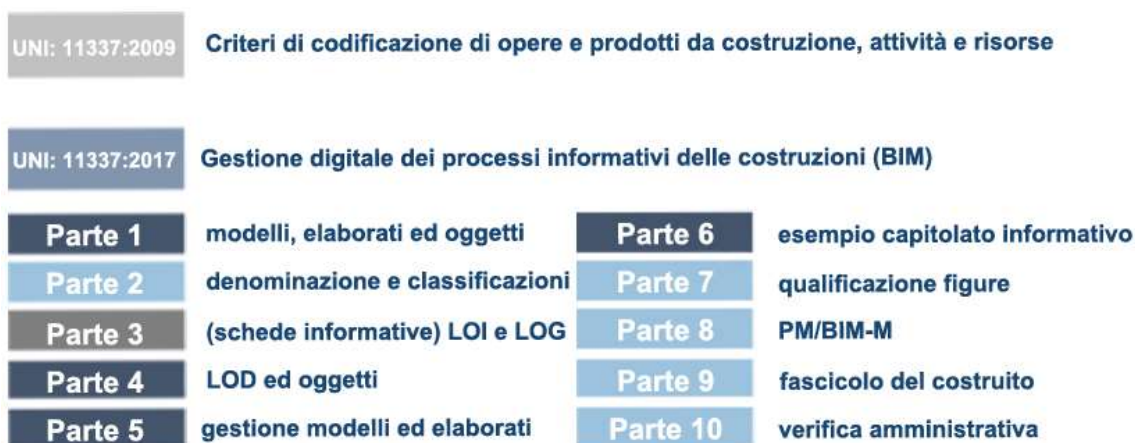 UNI: 11337:2009 Criteri di codificazione di opere e prodotti da costruzione, attività e risorse
UNI: 11337:2017 Gestione digitale dei processi informativi delle costruzioni (BIM)
Parte 1 modelli, elaborati ed oggetti
Parte 2 denominazione e classificazioni
Parte 3 (schede informative) LOI e LOG
Parte 4 LOD ed oggetti
Parte 5 gestione modelli ed elaborati
Parte 6 esempio capitolato informativo
Parte 7 qualificazione figure
Parte 8 PM/BIM-M
Parte 9 fascicolo del costruito
Parte 10 verifica amministrativa